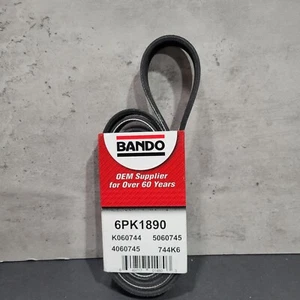 BANDO
OEM Supplier
for Over 60 Years
6PK1890
K060744 5060745
4060745 744K6